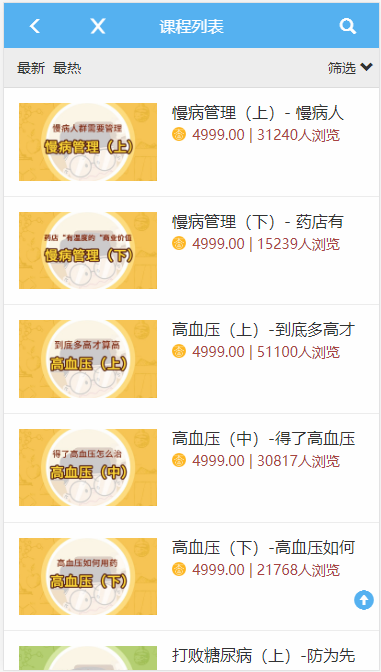 课程列表
最新 最热
筛选
慢病人群需要管理
慢病管理（上）
慢病管理（上）- 慢病人
4999.00 | 31240人浏览
药店“有温度的”商业价值
慢病管理（下）
慢病管理（下）- 药店有
4999.00 | 15239人浏览
到底多高才算高
高血压（上）
高血压（上）-到底多高才
4999.00 | 51100人浏览
得了高血压怎么治
高血压（中）
高血压（中）-得了高血压
4999.00 | 30817人浏览
高血压如何用药
高血压（下）
高血压（下）-高血压如何
4999.00 | 21768人浏览
打败糖尿病（上）-防为先